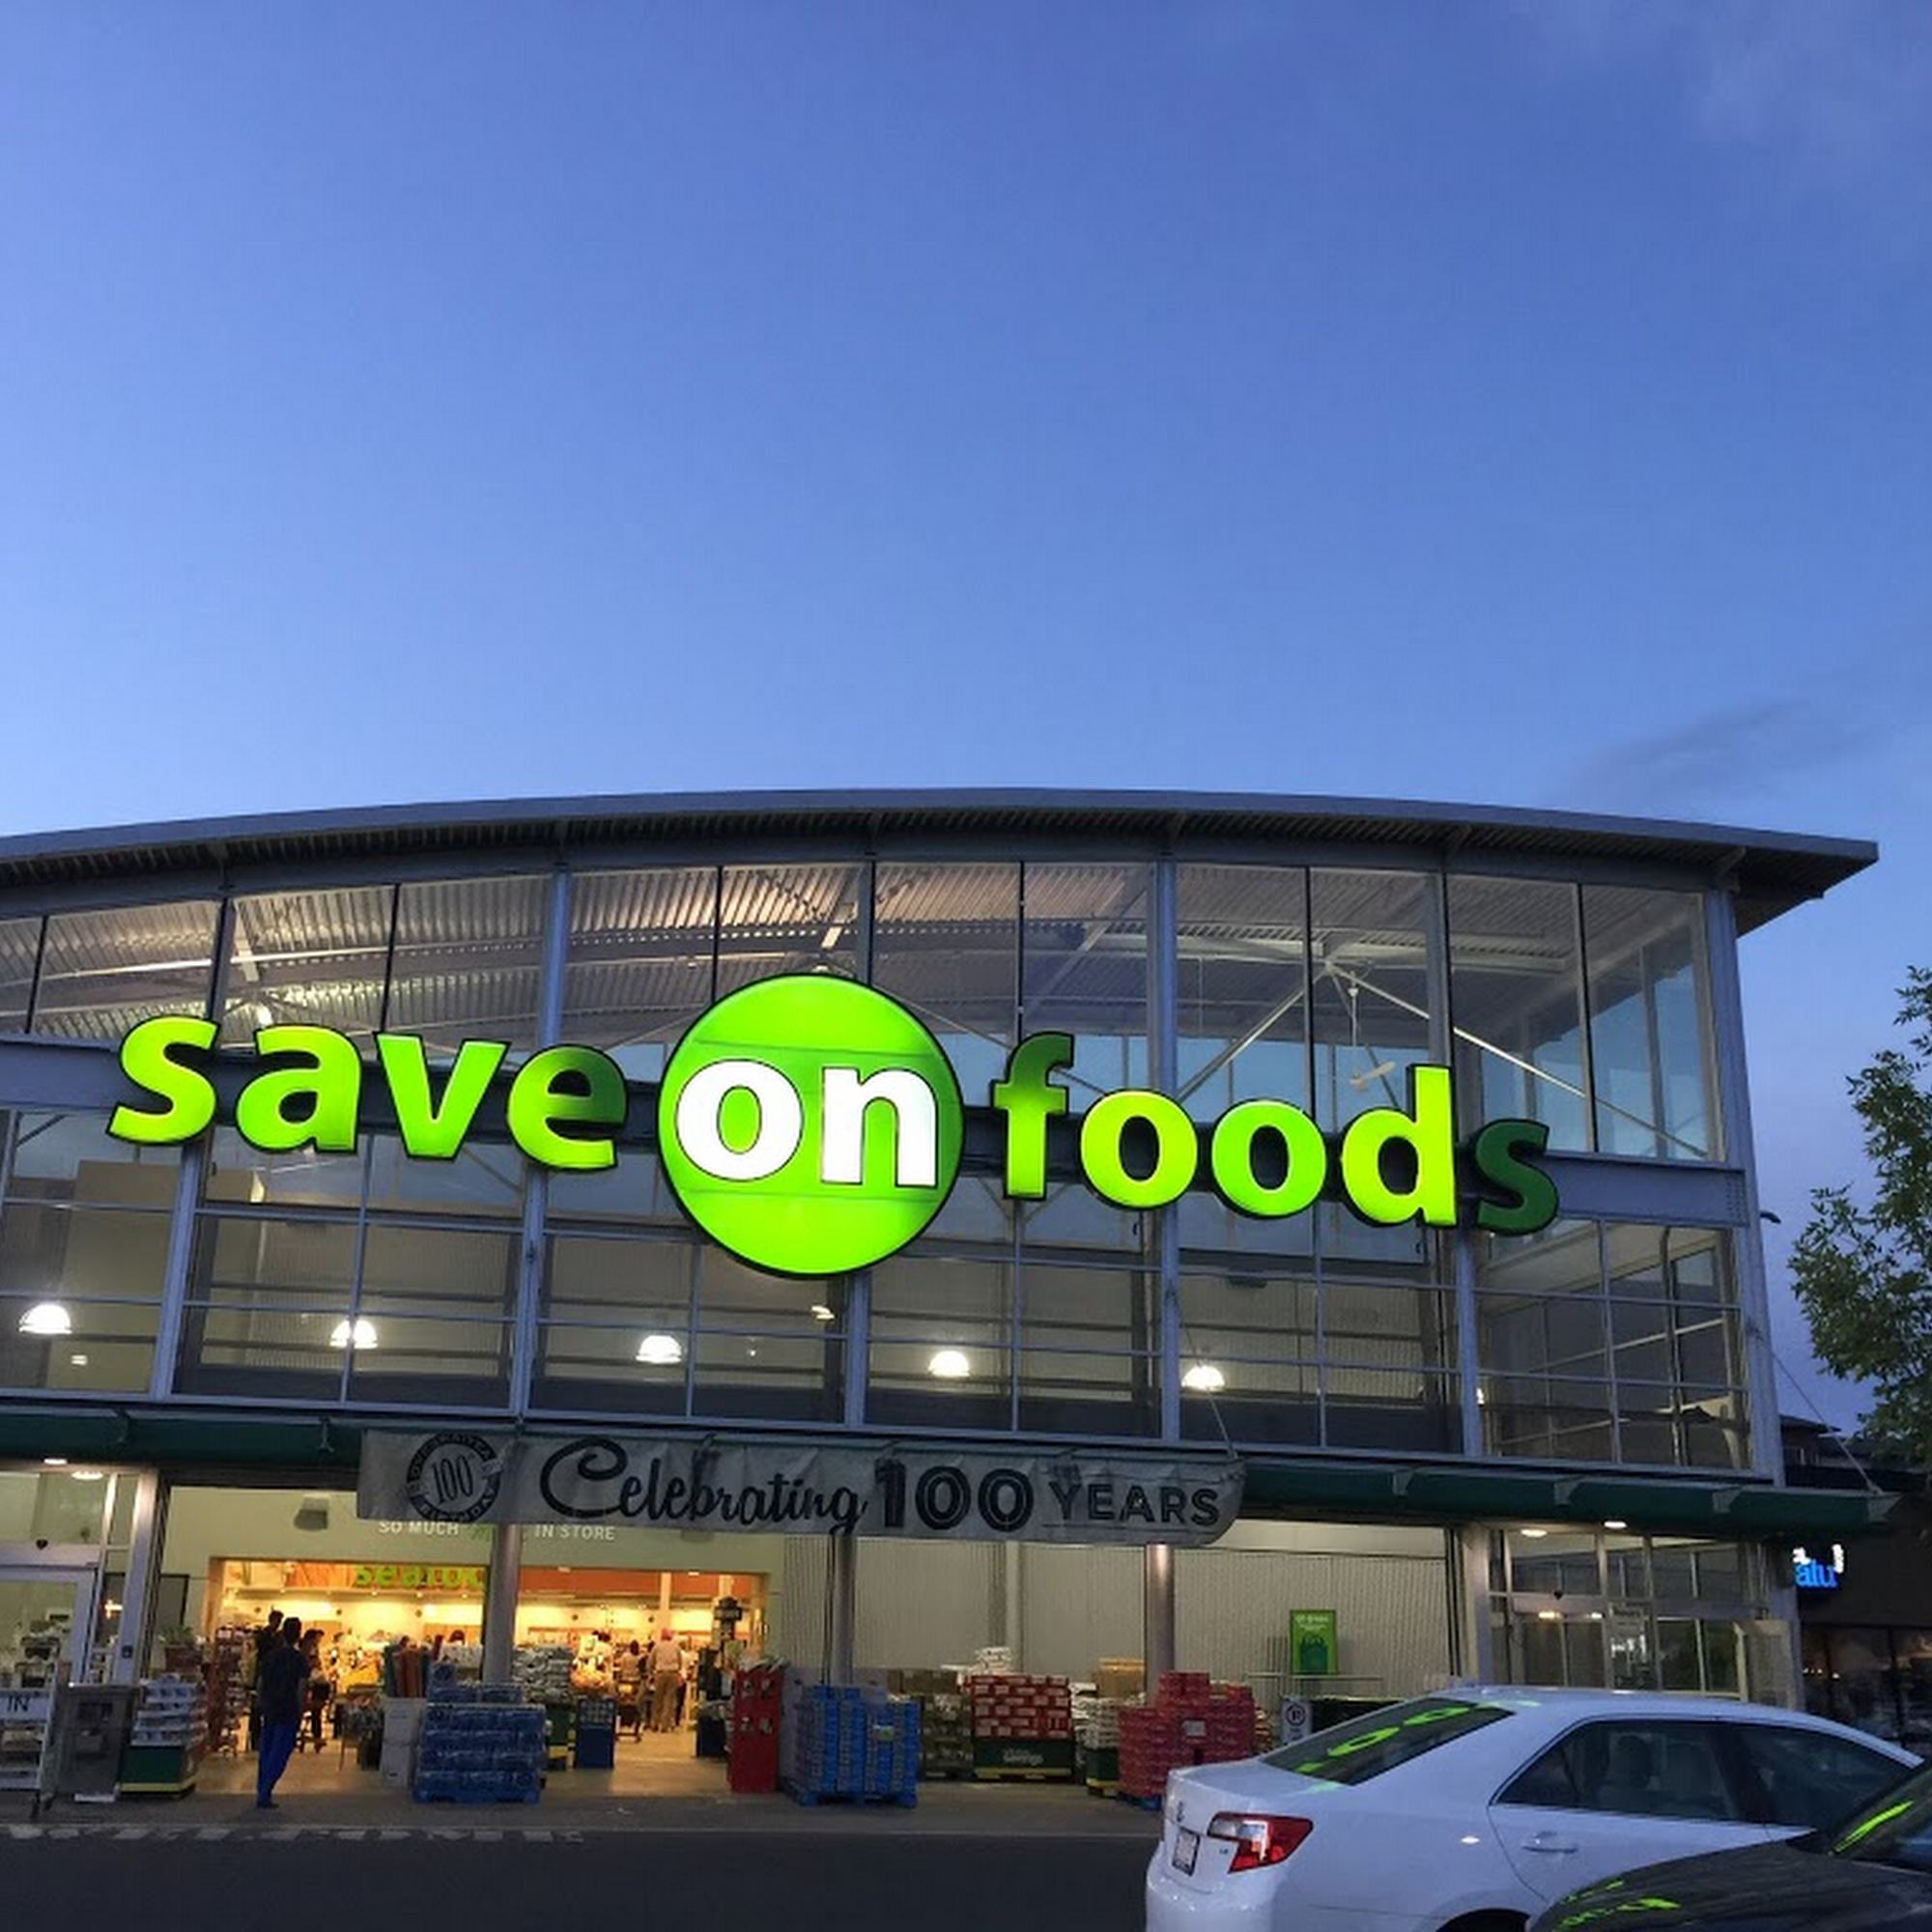 save on foods
100
Celebrating 100 YEARS
SO MUCH IN STORE
IN